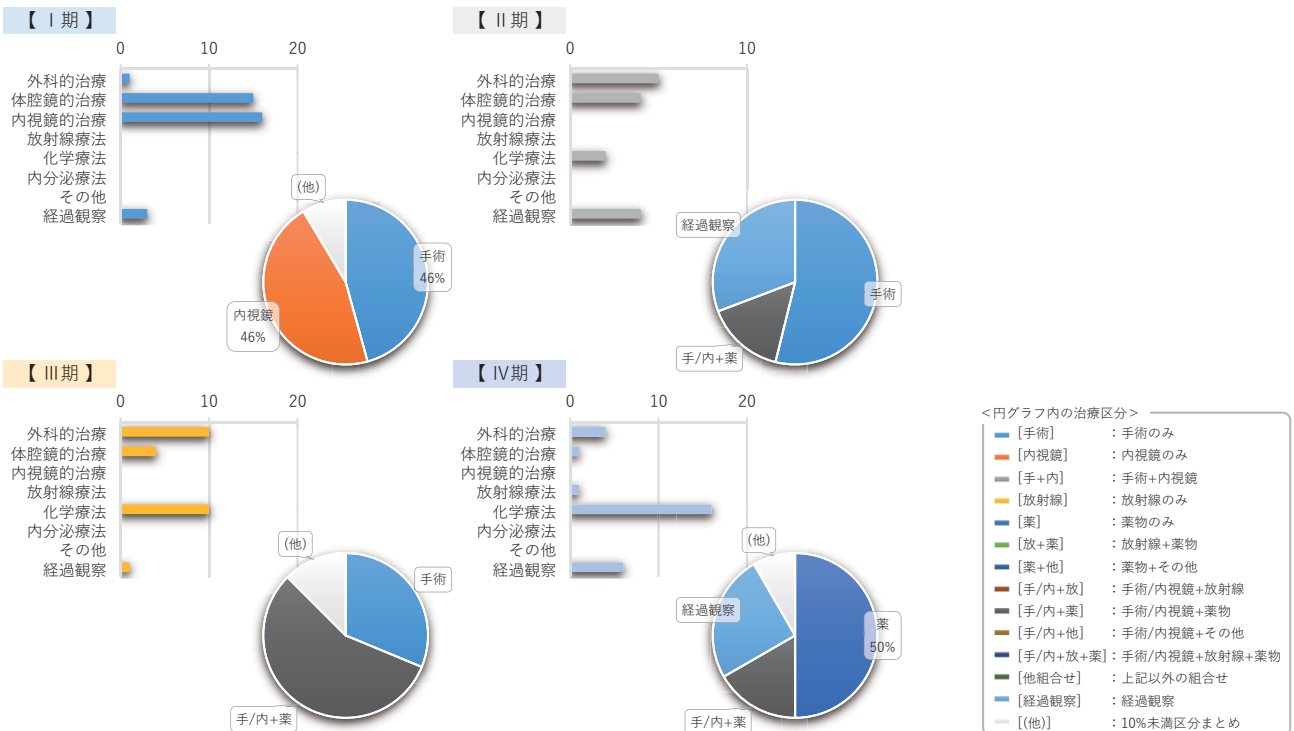 【 Ⅰ期 】
0 10 20
外科的治療
体腔鏡的治療
内視鏡的治療
放射線療法
化学療法
内分泌療法
その他
経過観察
(他)
手術
46%
内視鏡
46%
【 Ⅱ期 】
0 10
外科的治療
体腔鏡的治療
内視鏡的治療
放射線療法
化学療法
内分泌療法
その他
経過観察
経過観察
手術
手/内+薬
【 Ⅲ期 】
0 10 20
外科的治療
体腔鏡的治療
内視鏡的治療
放射線療法
化学療法
内分泌療法
その他
経過観察
(他)
手術
手/内+薬
【 Ⅳ期 】
0 10 20
外科的治療
体腔鏡的治療
内視鏡的治療
放射線療法
化学療法
内分泌療法
その他
経過観察
(他)
経過観察
薬
50%
手/内+薬
<円グラフ内の治療区分>
[手術] ：手術のみ
[内視鏡] ：内視鏡のみ
[手+内] ：手術+内視鏡
[放射線] ：放射線のみ
[薬] ：薬物のみ
[放+薬] ：放射線+薬物
[薬+他] ：薬物+その他
[手/内+放] ：手術/内視鏡+放射線
[手/内+薬] ：手術/内視鏡+薬物
[手/内+他] ：手術/内視鏡+その他
[手/内+放+薬]：手術/内視鏡+放射線+薬物
[他組合せ] ：上記以外の組合せ
[経過観察] ：経過観察
[(他)] ：10%未満区分まとめ